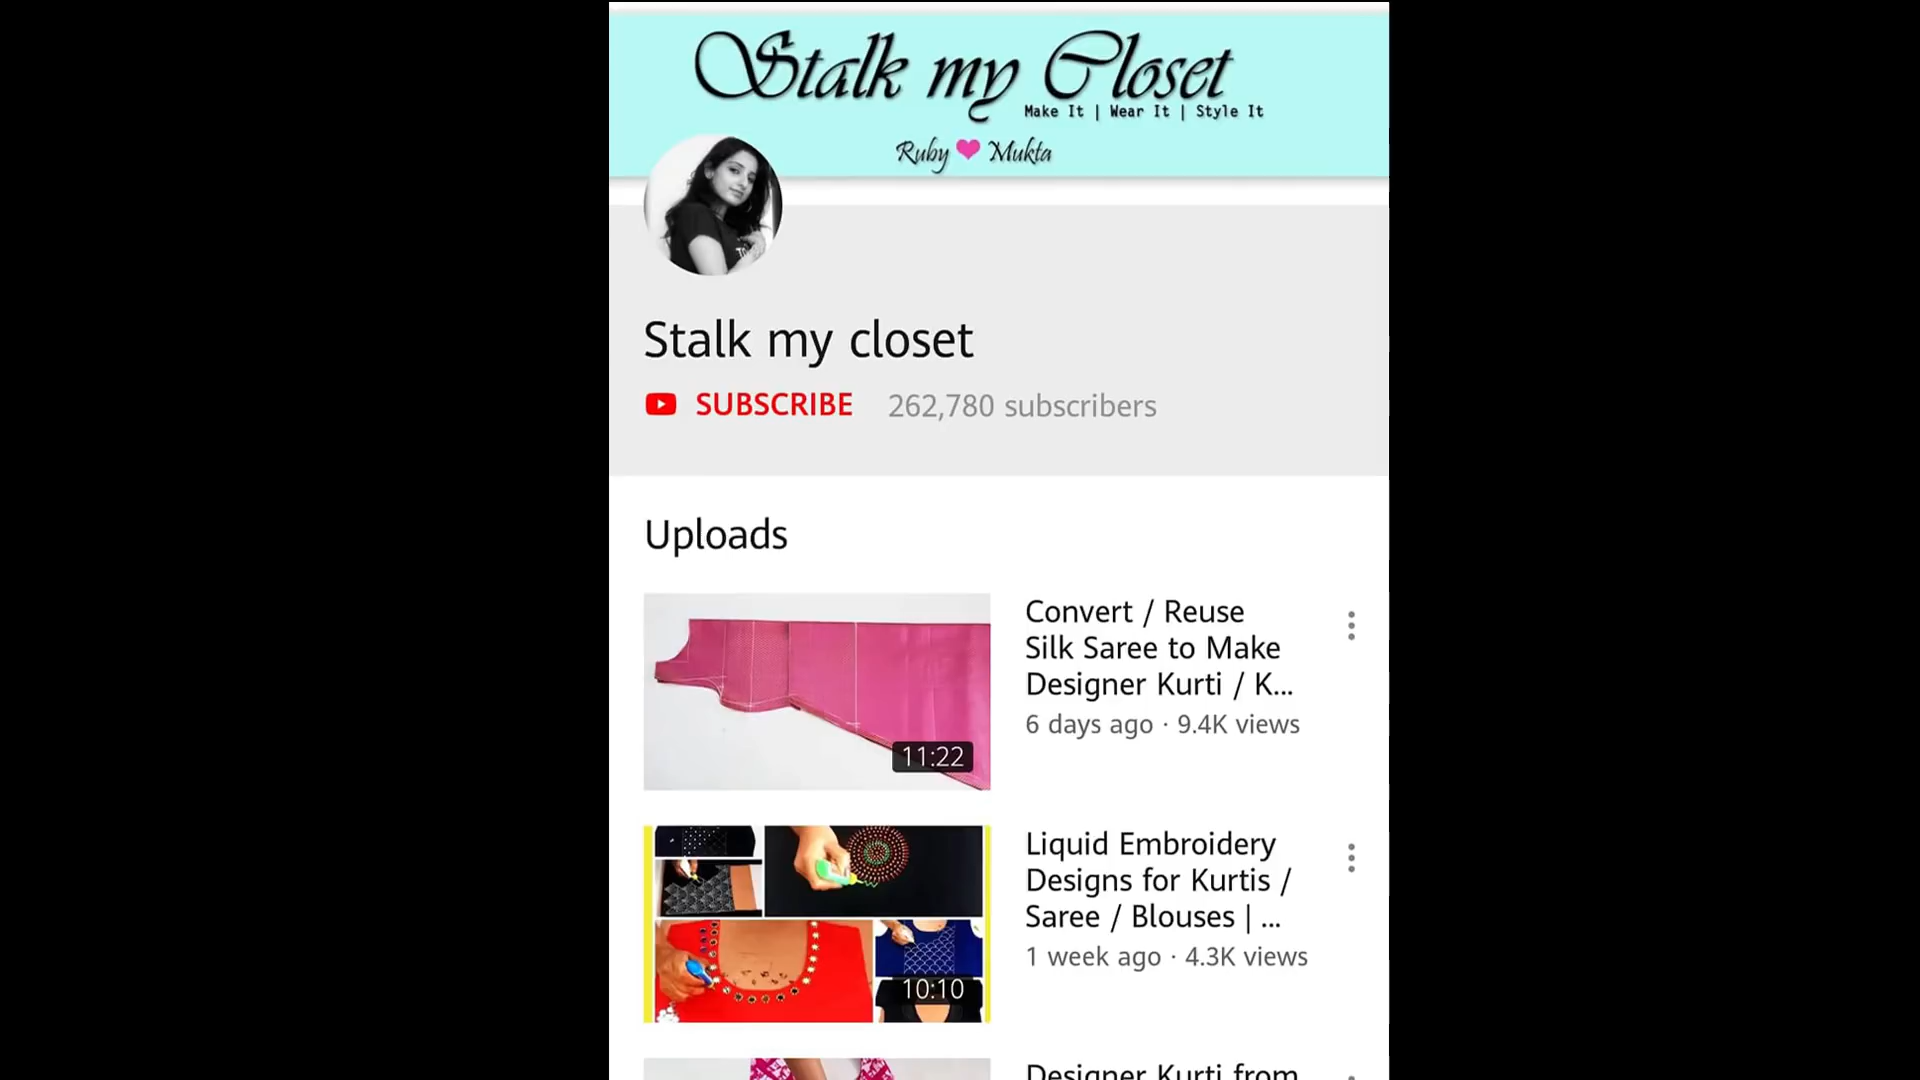 Stalk my Closet
Make It | Wear It | Style It
Ruby ❤ Mukta
Stalk my closet
SUBSCRIBE 262,780 subscribers
Uploads
Convert / Reuse
Silk Saree to Make
Designer Kurti / K...
6 days ago · 9.4K views
11:22
Liquid Embroidery
Designs for Kurtis /
Saree / Blouses | ...
1 week ago · 4.3K views
10:10
Designer Kurti from